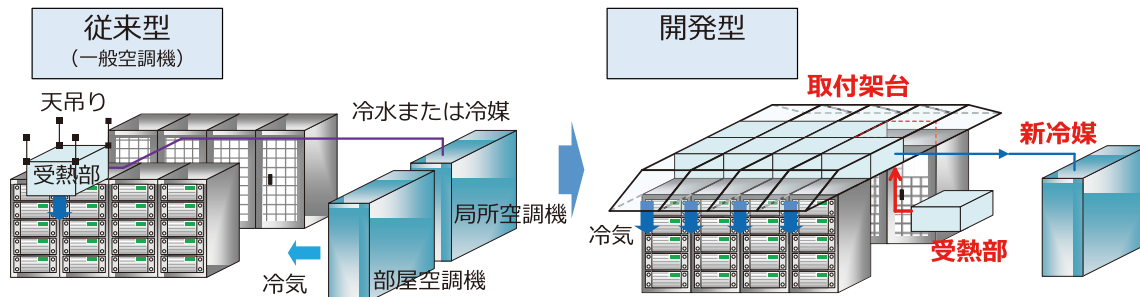 従来型
（一般空調機）
天吊り
受熱部
冷水または冷媒
局所空調機
部屋空調機
冷気
開発型
取付架台
新冷媒
冷気
受熱部